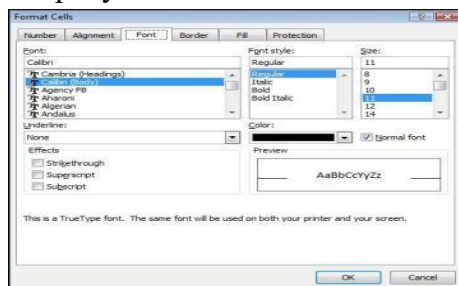 Format Cells
Number Alignment Font Border Fill Protection
Font: Font style: Size:
Calibri Regular 11
Cambria (Headings) Regular 8
Calibri (Body) Italic 9
Agency FB Bold 10
Aharoni Bold Italic 11
Algerian 12
Andalus 14
Underline: Color:
None Normal font
Effects Preview
Strikethrough
Superscript AaBbCcYyZz
Subscript
This is a TrueType font. The same font will be used on both your printer and your screen.
OK Cancel